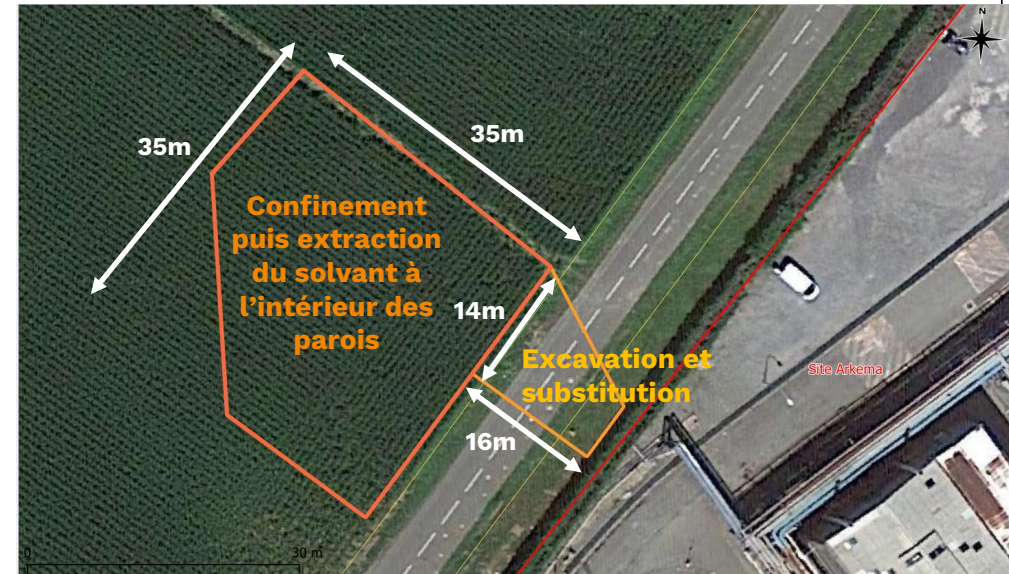 N
35m
35m
Confinement
puis extraction
du solvant à
l’intérieur des
parois
14m
Excavation et
substitution
Site Arkema
16m
0
30 m